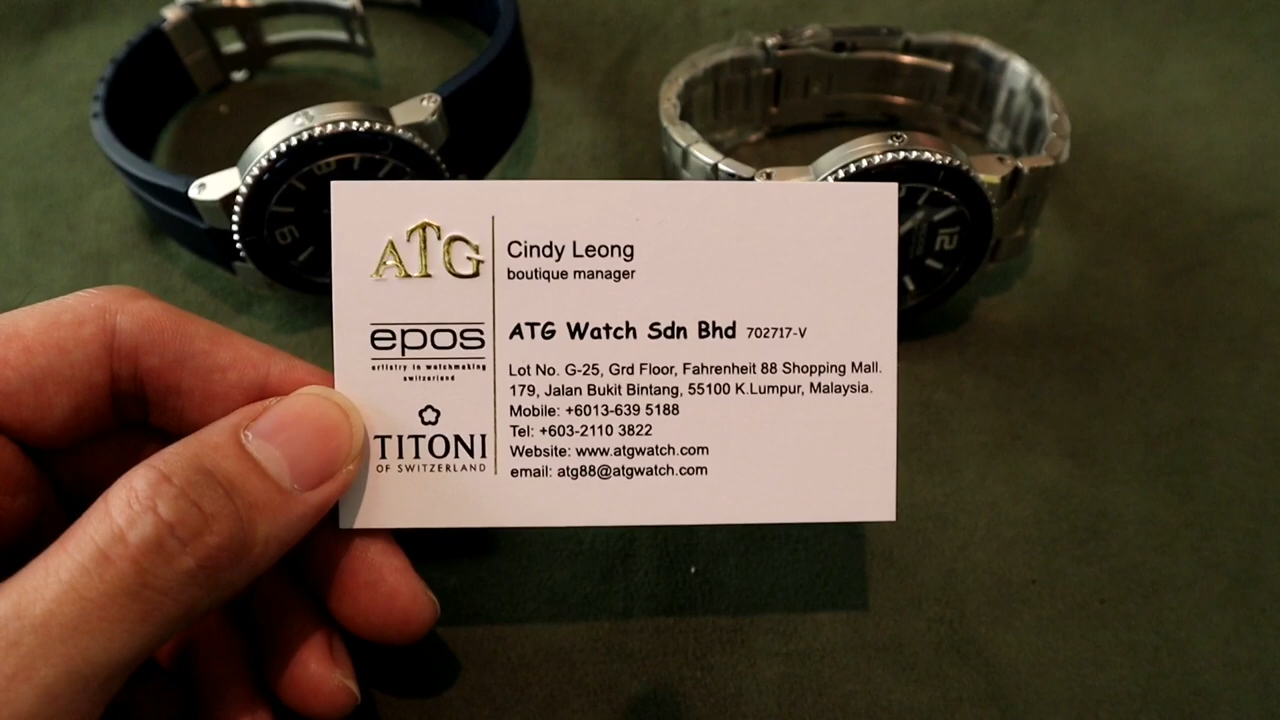 ATG
epos
artistry in watchmaking
switzerland
TITONI
OF SWITZERLAND
Cindy Leong
boutique manager
ATG Watch Sdn Bhd 702717-V
Lot No. G-25, Grd Floor, Fahrenheit 88 Shopping Mall.
179, Jalan Bukit Bintang, 55100 K.Lumpur, Malaysia.
Mobile: +6013-639 5188
Tel: +603-2110 3822
Website: www.atgwatch.com
email: atg88@atgwatch.com
12